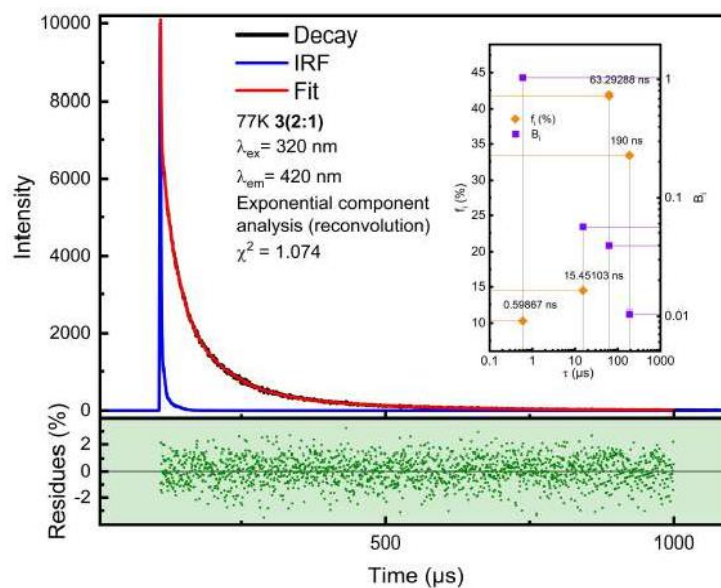 10000
8000
6000
4000
2000
0
Intensity
Decay
IRF
Fit
77K 3(2:1)
λex= 320 nm
λem= 420 nm
Exponential component
analysis (reconvolution)
χ² = 1.074
45
40
35
30
25
20
15
10
fi (%)
fi (%)
Bi
63.29288 ns
190 ns
15.45103 ns
0.59867 ns
1
0.1
0.01
Bi
0.1
1
10
100
1000
τ (µs)
2
0
-2
Residues (%)
500
1000
Time (µs)